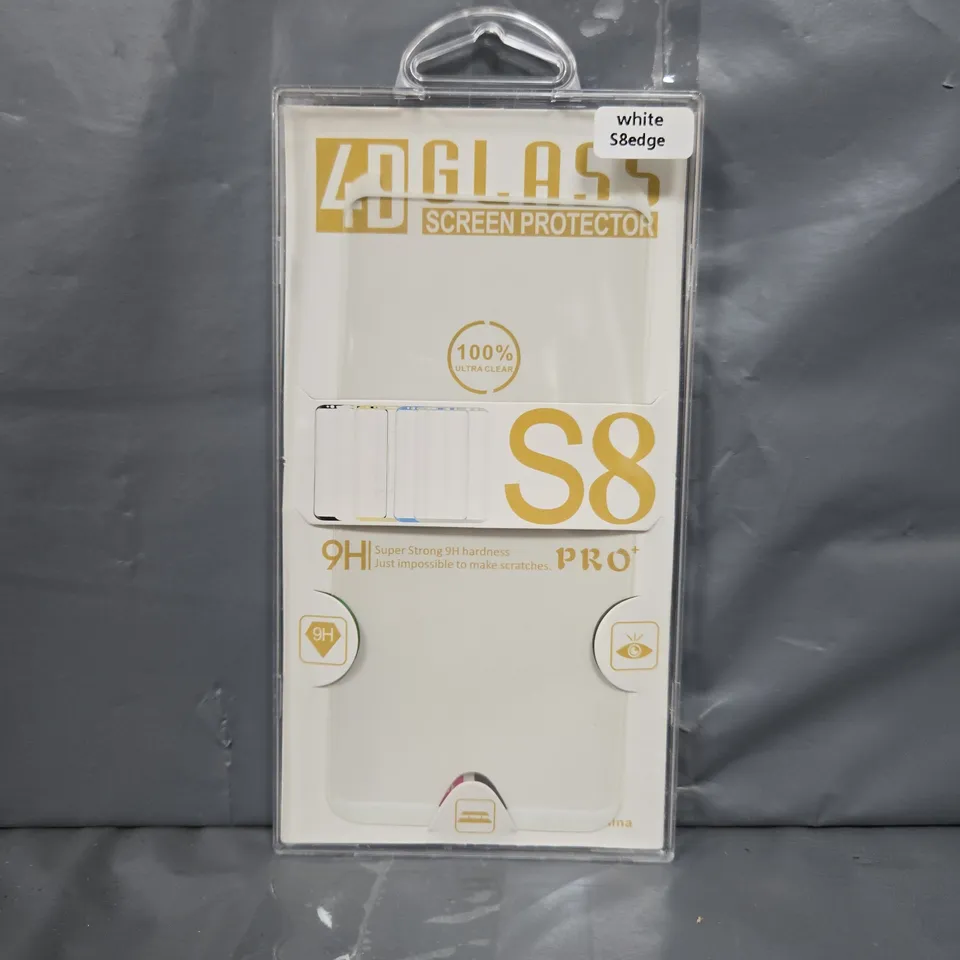 white
S8edge
4D GLASS
SCREEN PROTECTOR
100%
ULTRA CLEAR
S8
9H
Super Strong 9H hardness
Just impossible to make scratches.
PRO+
9H